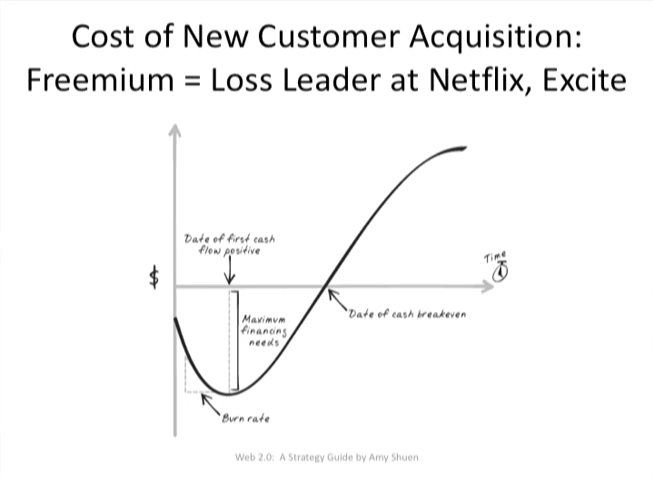 Cost of New Customer Acquisition:
Freemium = Loss Leader at Netflix, Excite
Date of first cash
flow positive
$
Time
Maximum
financing
needs
Date of cash breakeven
Burn rate
Web 2.0: A Strategy Guide by Amy Shuen